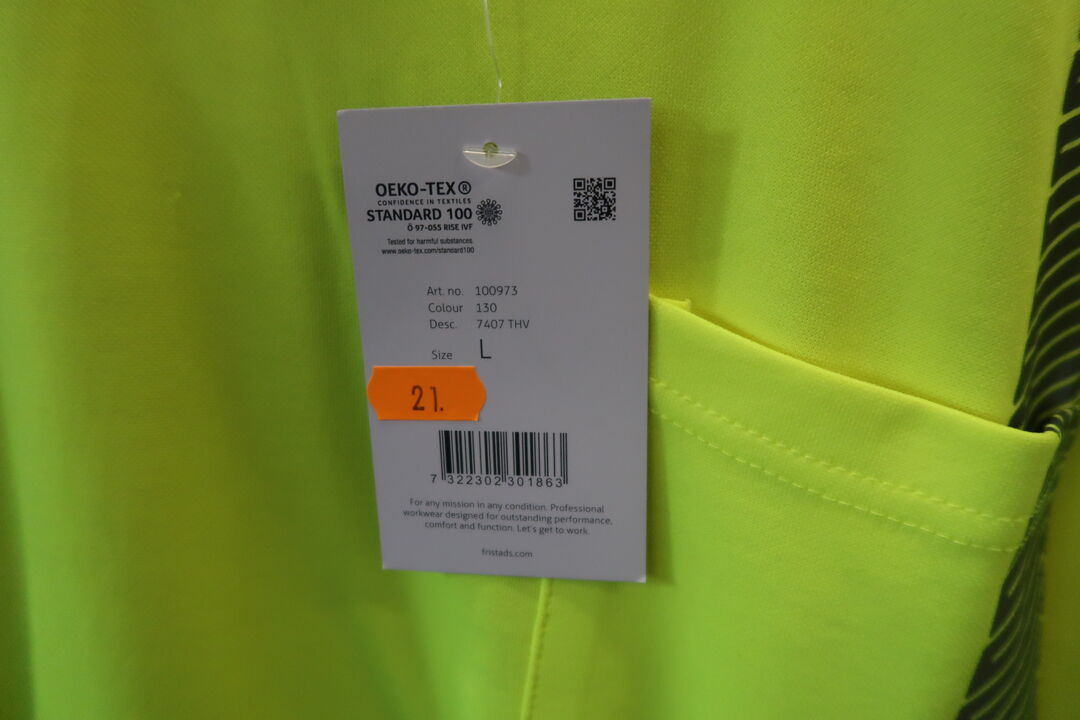 OEKO-TEX®
CONFIDENCE IN TEXTILES
STANDARD 100
Ö 97-055 RISE IVF
Tested for harmful substances.
www.oeko-tex.com/standard100
Art. no. 100973
Colour 130
Desc. 7407 THV
Size L
21.
7 322302 301863
For any mission in any condition. Professional
workwear designed for outstanding performance,
comfort and function. Let's get to work.
fristads.com